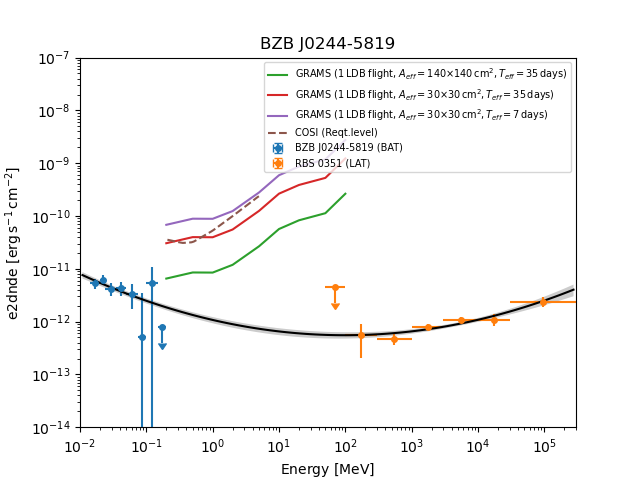 BZB J0244-5819
GRAMS (1 LDB flight, A_eff = 140×140 cm², T_eff = 35 days)
GRAMS (1 LDB flight, A_eff = 30×30 cm², T_eff = 35 days)
GRAMS (1 LDB flight, A_eff = 30×30 cm², T_eff = 7 days)
COSI (Reqt.level)
BZB J0244-5819 (BAT)
RBS 0351 (LAT)
e2dnde [erg s⁻¹ cm⁻²]
10⁻⁷
10⁻⁸
10⁻⁹
10⁻¹⁰
10⁻¹¹
10⁻¹²
10⁻¹³
10⁻¹⁴
10⁻² 10⁻¹ 10⁰ 10¹ 10² 10³ 10⁴ 10⁵
Energy [MeV]